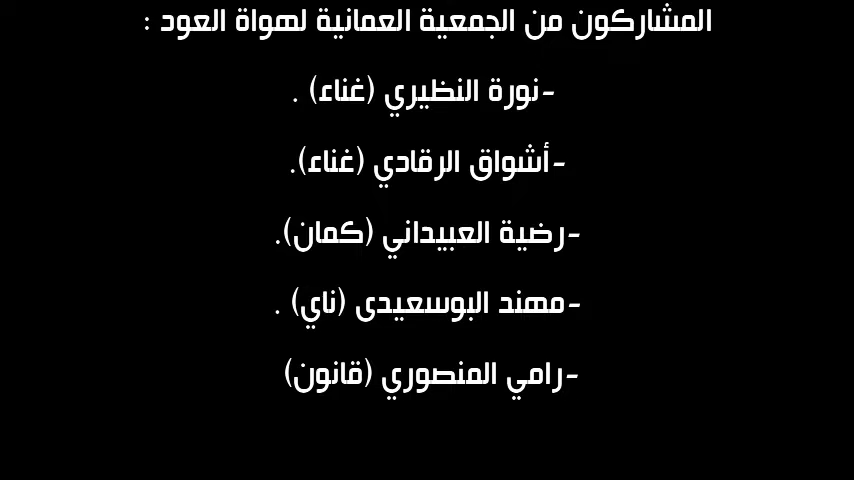 المشاركون من الجمعية العمانية لهواة العود :
-نورة النظيري (غناء) .
-أشواق الرقادي (غناء).
-رضية العبيداني (كمان).
-مهند البوسعيدى (ناي) .
-رامي المنصوري (قانون)